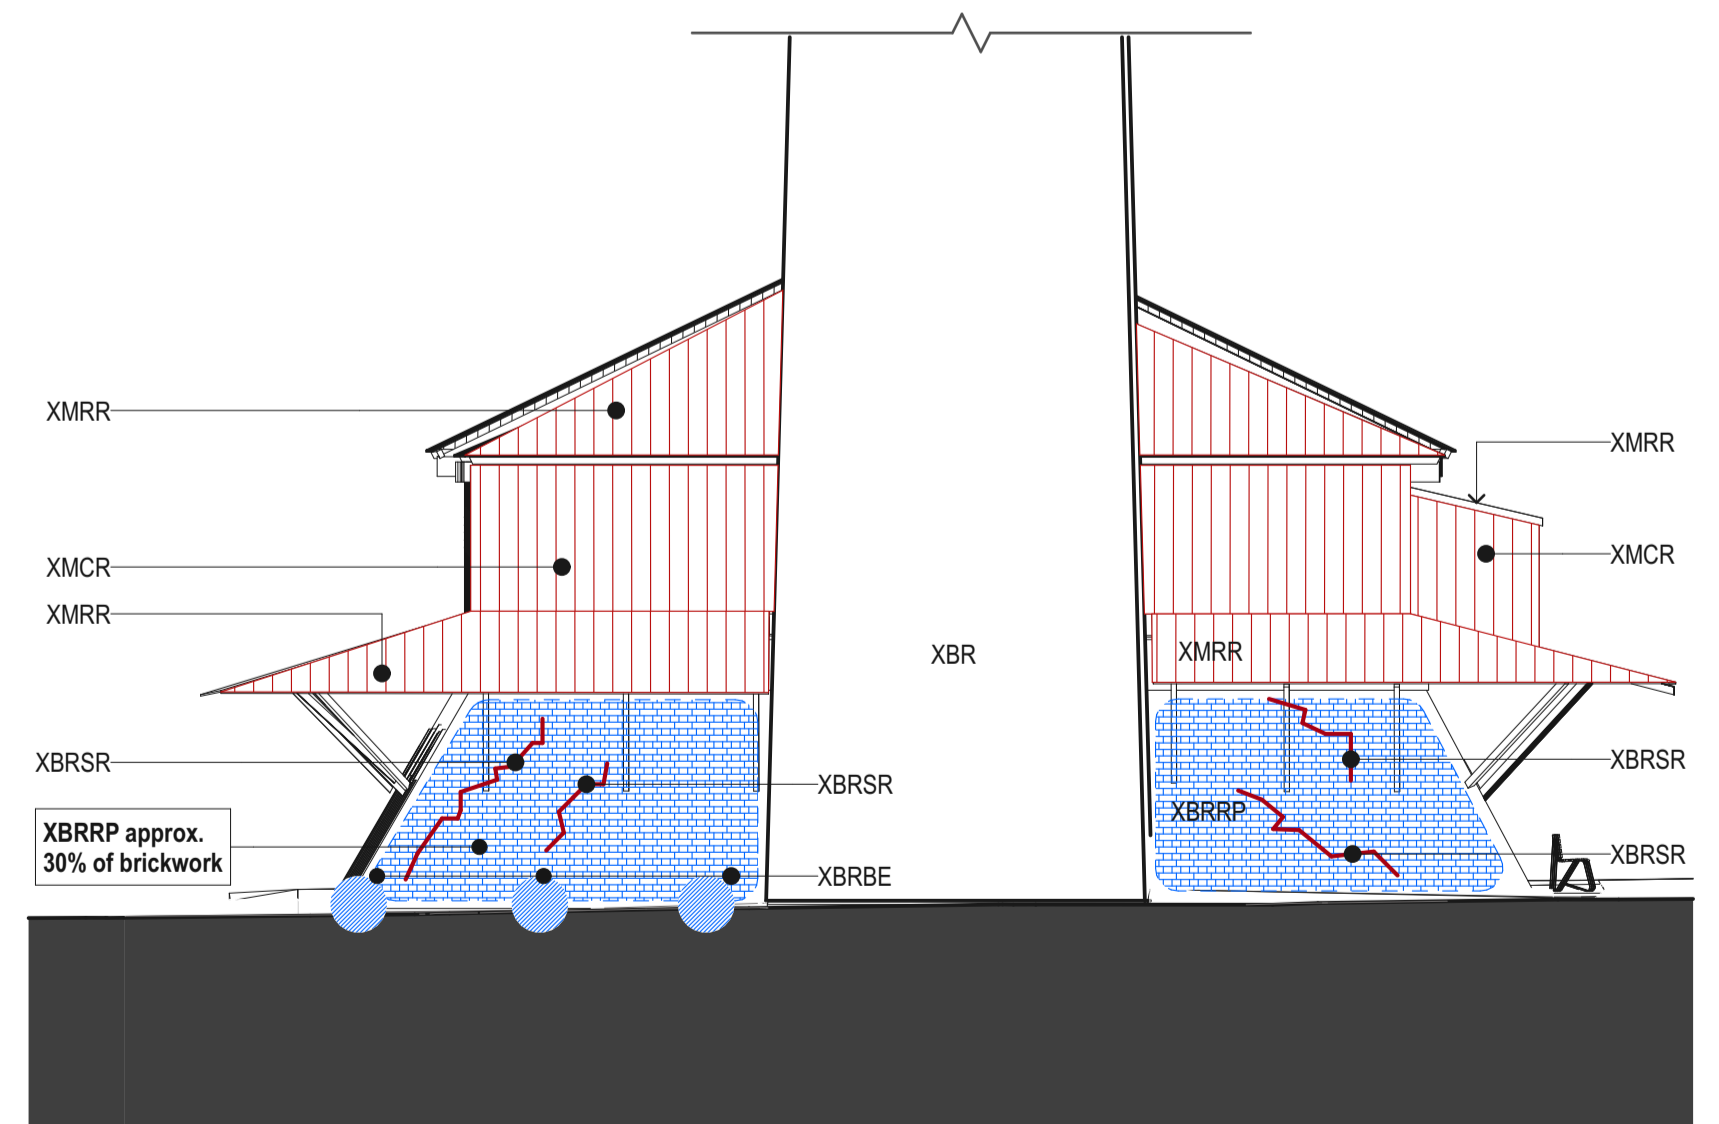 XMRR
XMRR
XMCR
XMCR
XMRR
XBR
XMRR
XBRSR
XBRSR
XBRSR
XBRRP approx.
30% of brickwork
XBRRP
XBRSR
XBRBE